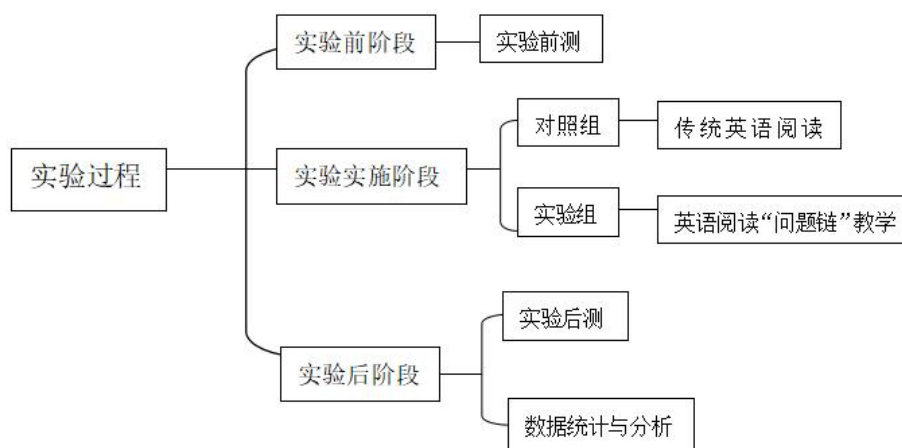 实验过程
实验前阶段
实验前测
实验实施阶段
对照组
传统英语阅读
实验组
英语阅读“问题链”教学
实验后阶段
实验后测
数据统计与分析